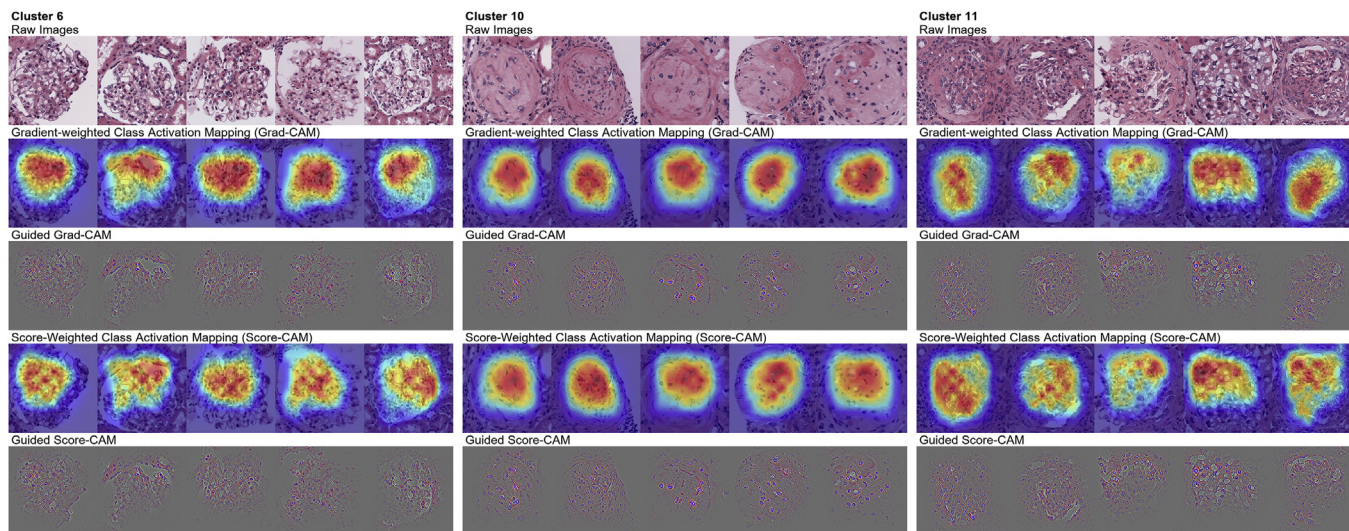 Cluster 6
Raw Images
Gradient-weighted Class Activation Mapping (Grad-CAM)
Guided Grad-CAM
Score-Weighted Class Activation Mapping (Score-CAM)
Guided Score-CAM
Cluster 10
Raw Images
Gradient-weighted Class Activation Mapping (Grad-CAM)
Guided Grad-CAM
Score-Weighted Class Activation Mapping (Score-CAM)
Guided Score-CAM
Cluster 11
Raw Images
Gradient-weighted Class Activation Mapping (Grad-CAM)
Guided Grad-CAM
Score-Weighted Class Activation Mapping (Score-CAM)
Guided Score-CAM